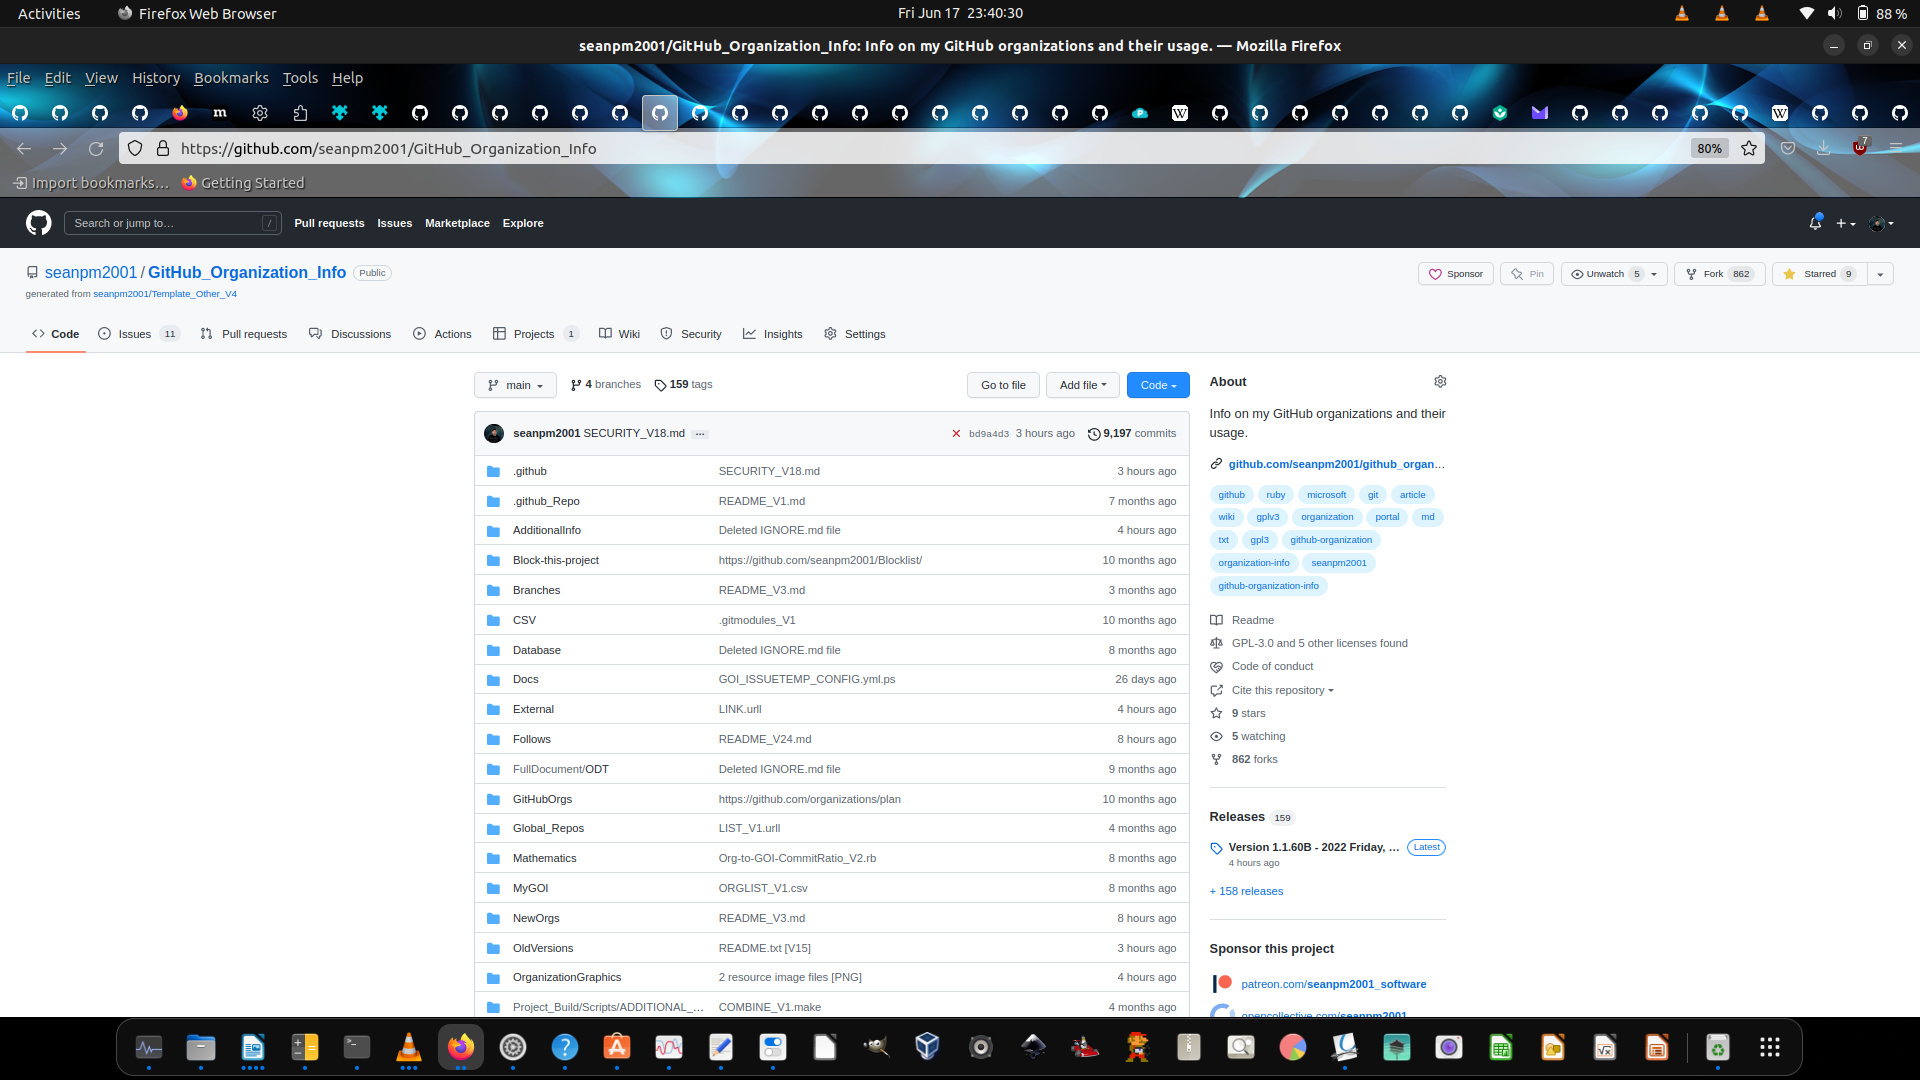 Activities Firefox Web Browser Fri Jun 17 23:40:30 88 %
seanpm2001/GitHub_Organization_Info: Info on my GitHub organizations and their usage. — Mozilla Firefox
File Edit View History Bookmarks Tools Help
https://github.com/seanpm2001/GitHub_Organization_Info 80% 7
Import bookmarks… Getting Started
Search or jump to… / Pull requests Issues Marketplace Explore
seanpm2001 / GitHub_Organization_Info Public Sponsor Pin Unwatch 5 Fork 862 Starred 9
generated from seanpm2001/Template_Other_V4
Code Issues 11 Pull requests Discussions Actions Projects 1 Wiki Security Insights Settings
main 4 branches 159 tags Go to file Add file Code
seanpm2001 SECURITY_V18.md ... bd9a4d3 3 hours ago 9,197 commits
.github SECURITY_V18.md 3 hours ago
.github_Repo README_V1.md 7 months ago
AdditionalInfo Deleted IGNORE.md file 4 hours ago
Block-this-project https://github.com/seanpm2001/Blocklist/ 10 months ago
Branches README_V3.md 3 months ago
CSV .gitmodules_V1 10 months ago
Database Deleted IGNORE.md file 8 months ago
Docs GOI_ISSUETEMP_CONFIG.yml.ps 26 days ago
External LINK.urll 4 hours ago
Follows README_V24.md 8 hours ago
FullDocument/ODT Deleted IGNORE.md file 9 months ago
GitHubOrgs https://github.com/organizations/plan 10 months ago
Global_Repos LIST_V1.urll 4 months ago
Mathematics Org-to-GOI-CommitRatio_V2.rb 8 months ago
MyGOI ORGLIST_V1.csv 8 months ago
NewOrgs README_V3.md 8 hours ago
OldVersions README.txt [V15] 3 hours ago
OrganizationGraphics 2 resource image files [PNG] 4 hours ago
Project_Build/Scripts/ADDITIONAL_... COMBINE_V1.make 4 months ago
About
Info on my GitHub organizations and their
usage.
github.com/seanpm2001/github_organ…
github ruby microsoft git article
wiki gplv3 organization portal md
txt gpl3 github-organization
organization-info seanpm2001
github-organization-info
Readme
GPL-3.0 and 5 other licenses found
Code of conduct
Cite this repository
9 stars
5 watching
862 forks
Releases 159
Version 1.1.60B - 2022 Friday, ... Latest
4 hours ago
+ 158 releases
Sponsor this project
patreon.com/seanpm2001_software
opencollective.com/seanpm2001